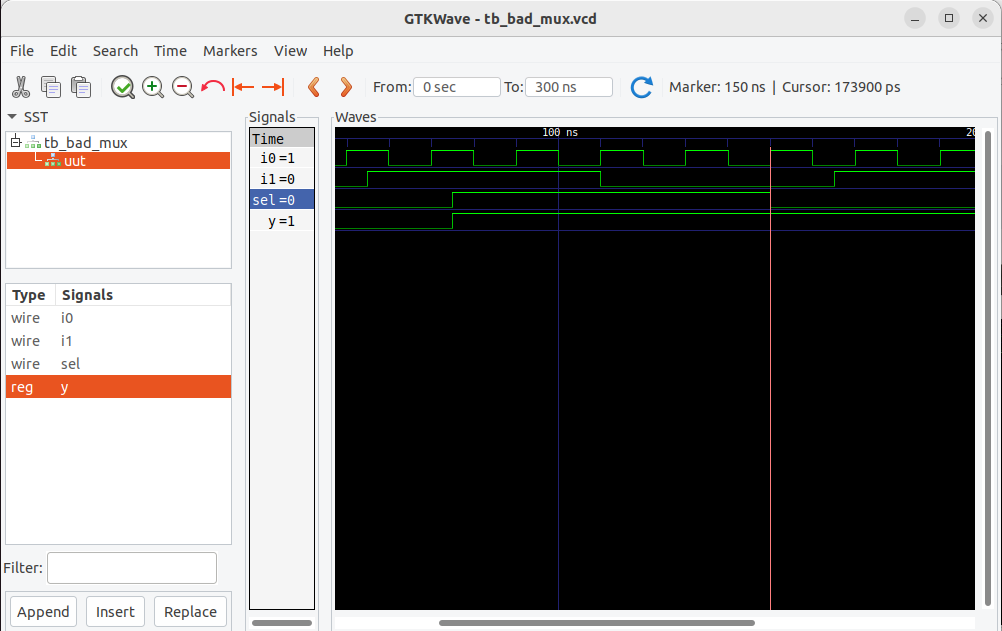 GTKWave - tb_bad_mux.vcd
File Edit Search Time Markers View Help
From: 0 sec To: 300 ns Marker: 150 ns | Cursor: 173900 ps
SST
tb_bad_mux
uut
Type Signals
wire i0
wire i1
wire sel
reg y
Filter:
Append Insert Replace
Signals
Time
i0 =1
i1 =0
sel =0
y =1
Waves
100 ns 20